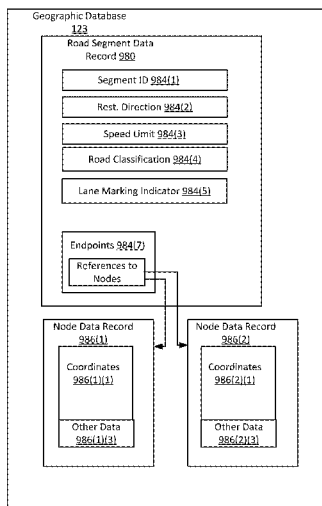 Geographic Database
123
Road Segment Data
Record 980
Segment ID 984(1)
Rest. Direction 984(2)
Speed Limit 984(3)
Road Classification 984(4)
Lane Marking Indicator 984(5)
Endpoints 984(7)
References to
Nodes
Node Data Record
986(1)
Coordinates
986(1)(1)
Other Data
986(1)(3)
Node Data Record
986(2)
Coordinates
986(2)(1)
Other Data
986(2)(3)